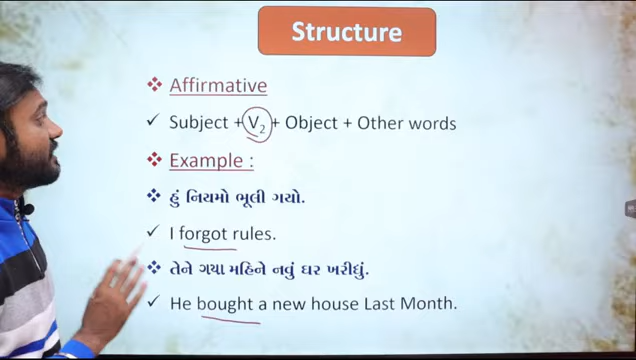 Structure
Affirmative
Subject + V₂ + Object + Other words
Example :
હું નિયમો ભૂલી ગયો.
I forgot rules.
તેને ગયા મહિને નવું ઘર ખરીધું.
He bought a new house Last Month.